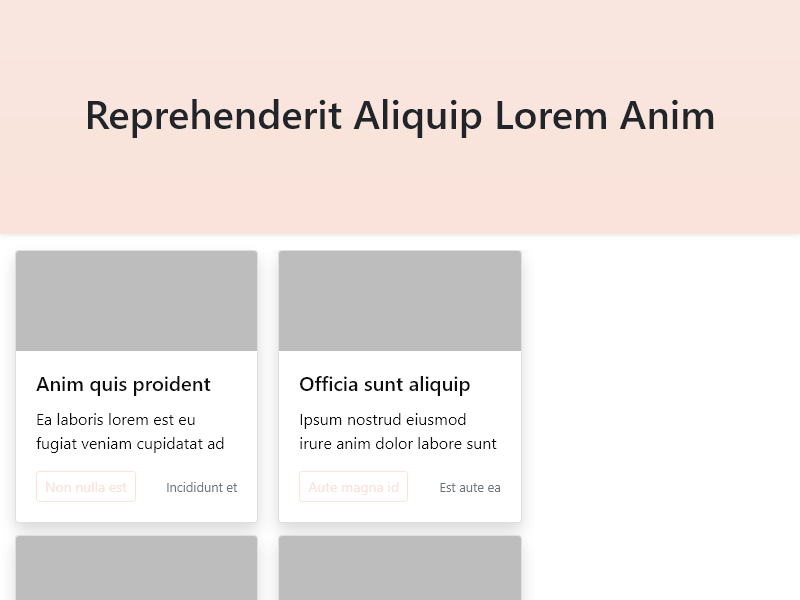 Reprehenderit Aliquip Lorem Anim
Anim quis proident
Ea laboris lorem est eu
fugiat veniam cupidatat ad
Non nulla est
Incididunt et
Officia sunt aliquip
Ipsum nostrud eiusmod
irure anim dolor labore sunt
Aute magna id
Est aute ea